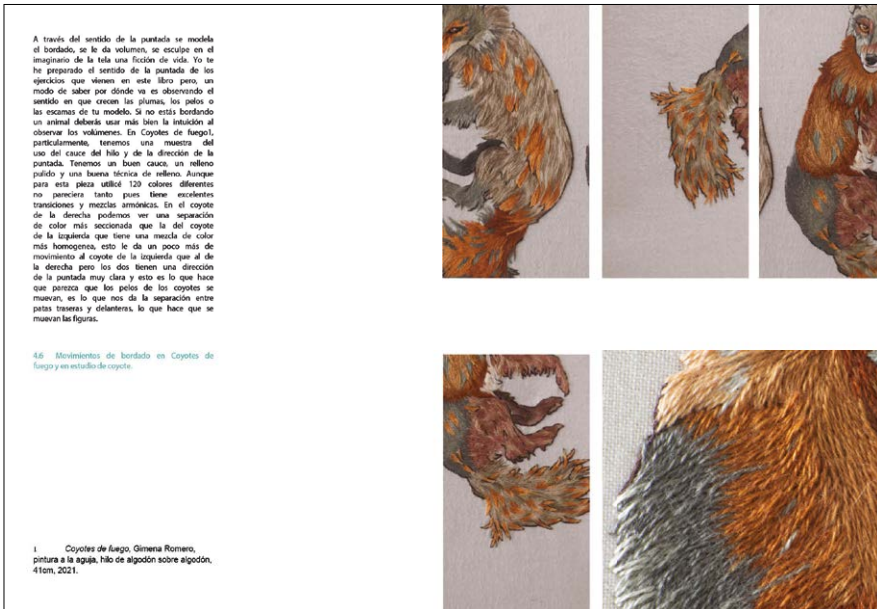 A través del sentido de la puntada se modela
el bordado, se le da volumen, se esculpe en el
imaginario de la tela una ficción de vida. Yo te
he preparado el sentido de la puntada de los
ejercicios que vienen en este libro pero, un
modo de saber por dónde va es observando el
sentido en que crecen las plumas, los pelos o
las escamas de tu modelo. Si no estás bordando
un animal deberás usar más bien la intuición al
observar los volúmenes. En Coyotes de fuego1,
particularmente, tenemos una muestra del
uso del cauce del hilo y de la dirección de la
puntada. Tenemos un buen cauce, un relleno
pulido y una buena técnica de relleno. Aunque
para esta pieza utilicé 120 colores diferentes
no pareciera tanto pues tiene excelentes
transiciones y mezclas armónicas. En el coyote
de la derecha podemos ver una separación
de color más seccionada que la del coyote
de la izquierda que tiene una mezcla de color
más homogenea, esto le da un poco más de
movimiento al coyote de la izquierda que al de
la derecha pero los dos tienen una dirección
de la puntada muy clara y esto es lo que hace
que parezca que los pelos de los coyotes se
muevan, es lo que nos da la separación entre
patas traseras y delanteras, lo que hace que se
muevan las figuras.
4.6 Movimientos de bordado en Coyotes de
fuego y en estudio de coyote.
1 Coyotes de fuego, Gimena Romero,
pintura a la aguja, hilo de algodón sobre algodón,
41cm, 2021.